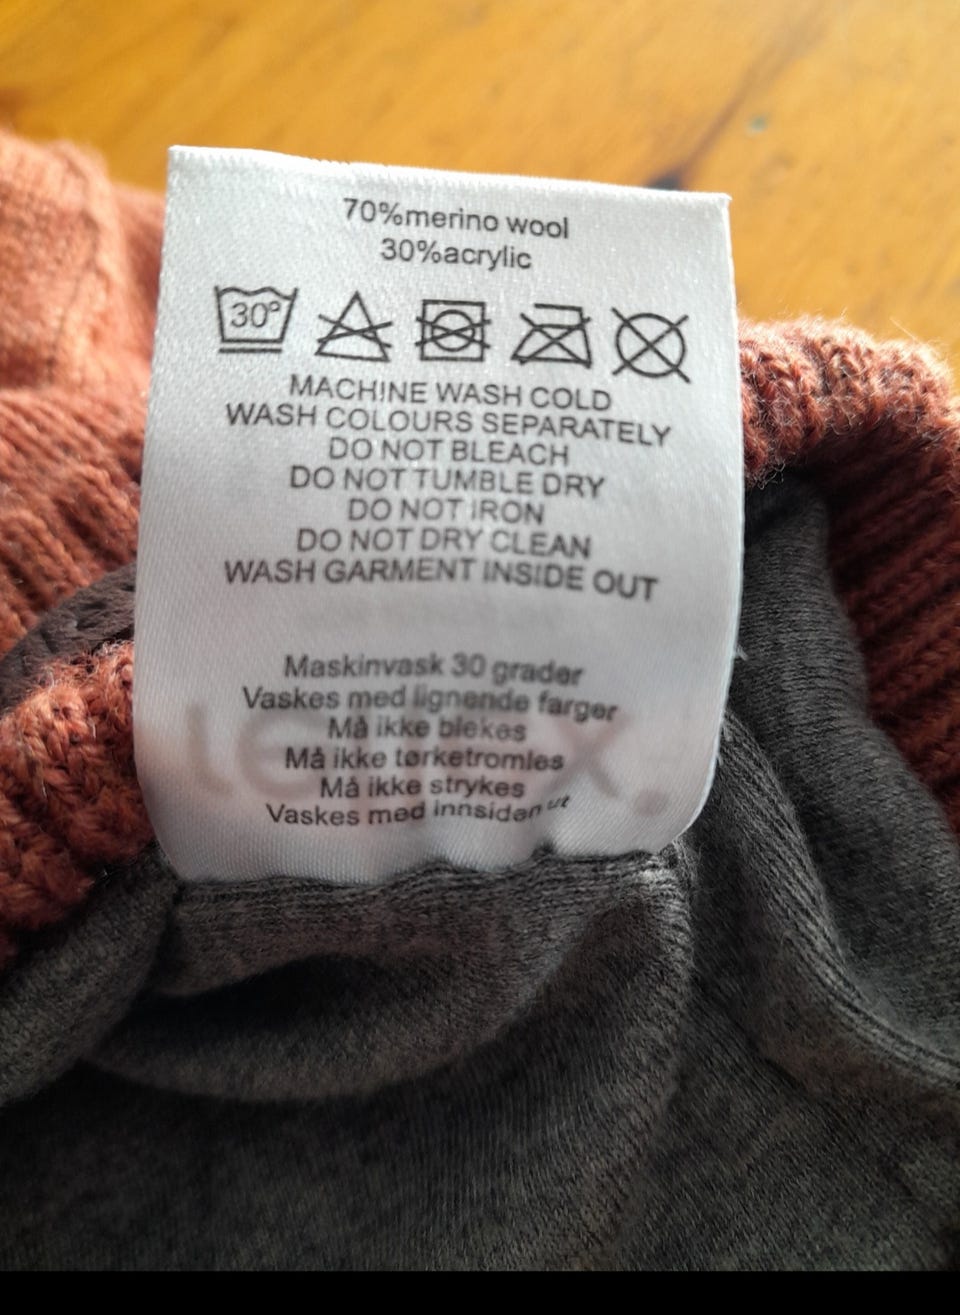 70%merino wool
30%acrylic
30°
MACHINE WASH COLD
WASH COLOURS SEPARATELY
DO NOT BLEACH
DO NOT TUMBLE DRY
DO NOT IRON
DO NOT DRY CLEAN
WASH GARMENT INSIDE OUT
Maskinvask 30 grader
Vaskes med lignende farger
Må ikke blekes
Må ikke tørketromles
Må ikke strykes
Vaskes med innsiden ut